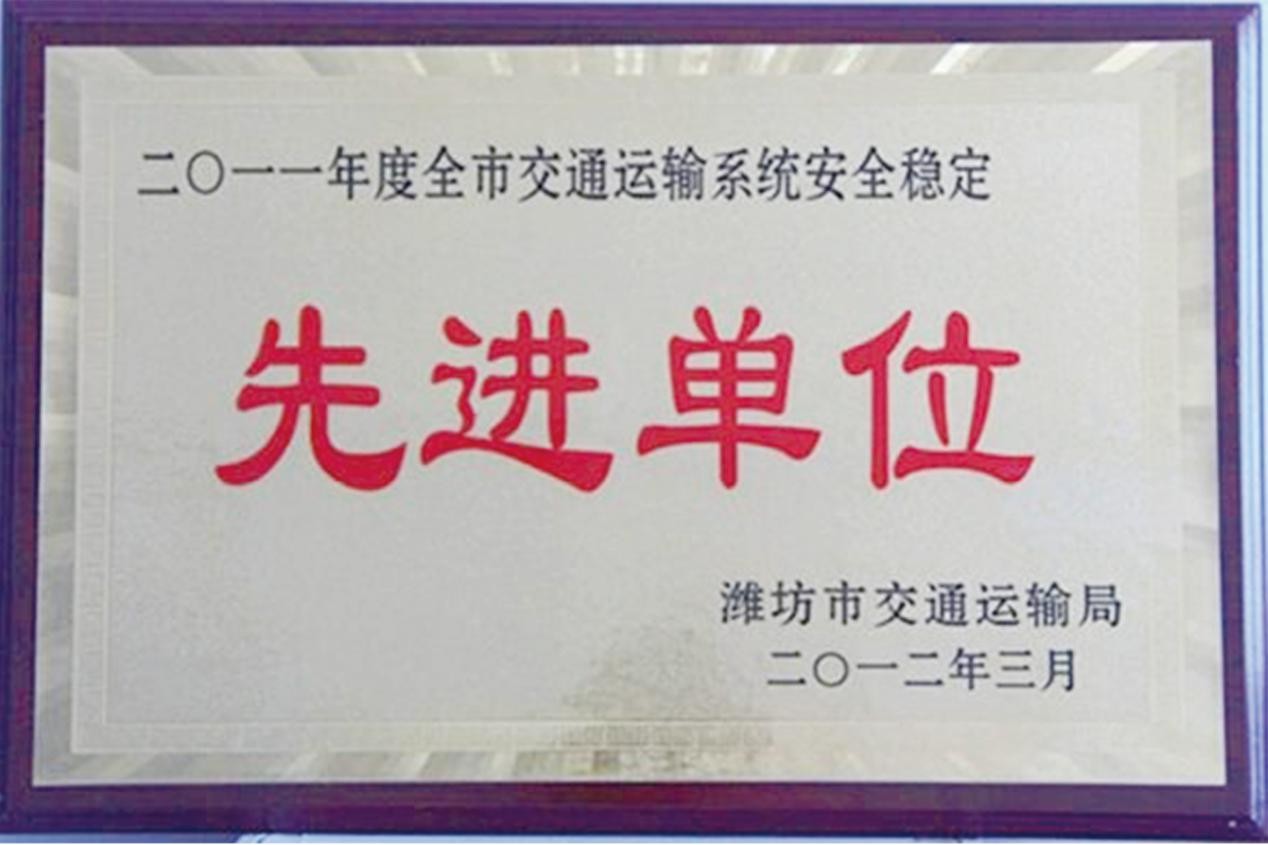 二〇一一年度全市交通运输系统安全稳定
先进单位
潍坊市交通运输局
二〇一二年三月